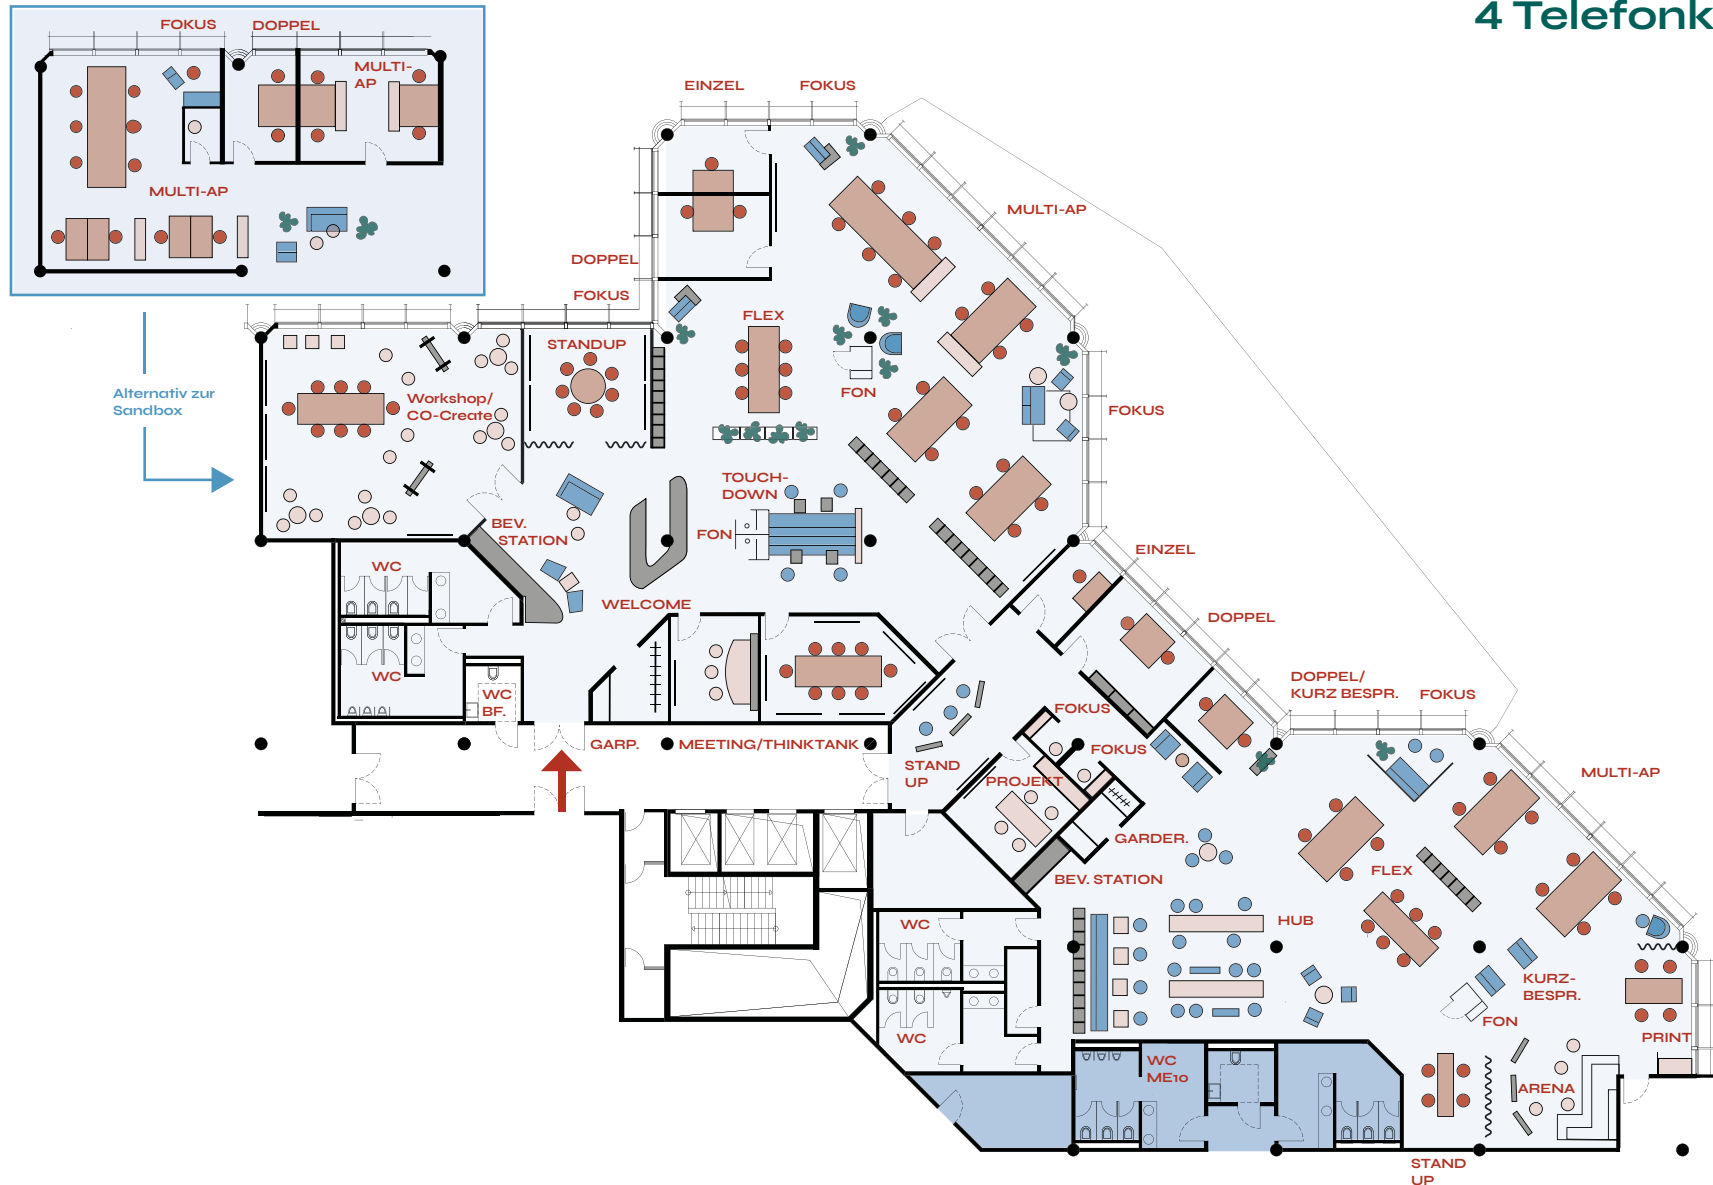 4 Telefonk
FOKUS
DOPPEL
MULTI-
AP
MULTI-AP
Alternativ zur
Sandbox
EINZEL
FOKUS
MULTI-AP
DOPPEL
FOKUS
FLEX
STANDUP
FON
Workshop/
CO-Create
FOKUS
TOUCH-
DOWN
BEV.
STATION
FON
EINZEL
WC
WELCOME
DOPPEL
WC
WC
BF.
DOPPEL/
KURZ BESPR.
FOKUS
FOKUS
GARP.
MEETING/THINKTANK
FOKUS
STAND
UP
PROJEKT
MULTI-AP
GARDER.
BEV. STATION
FLEX
WC
HUB
KURZ-
BESPR.
FON
WC
PRINT
WC
ME10
ARENA
STAND
UP